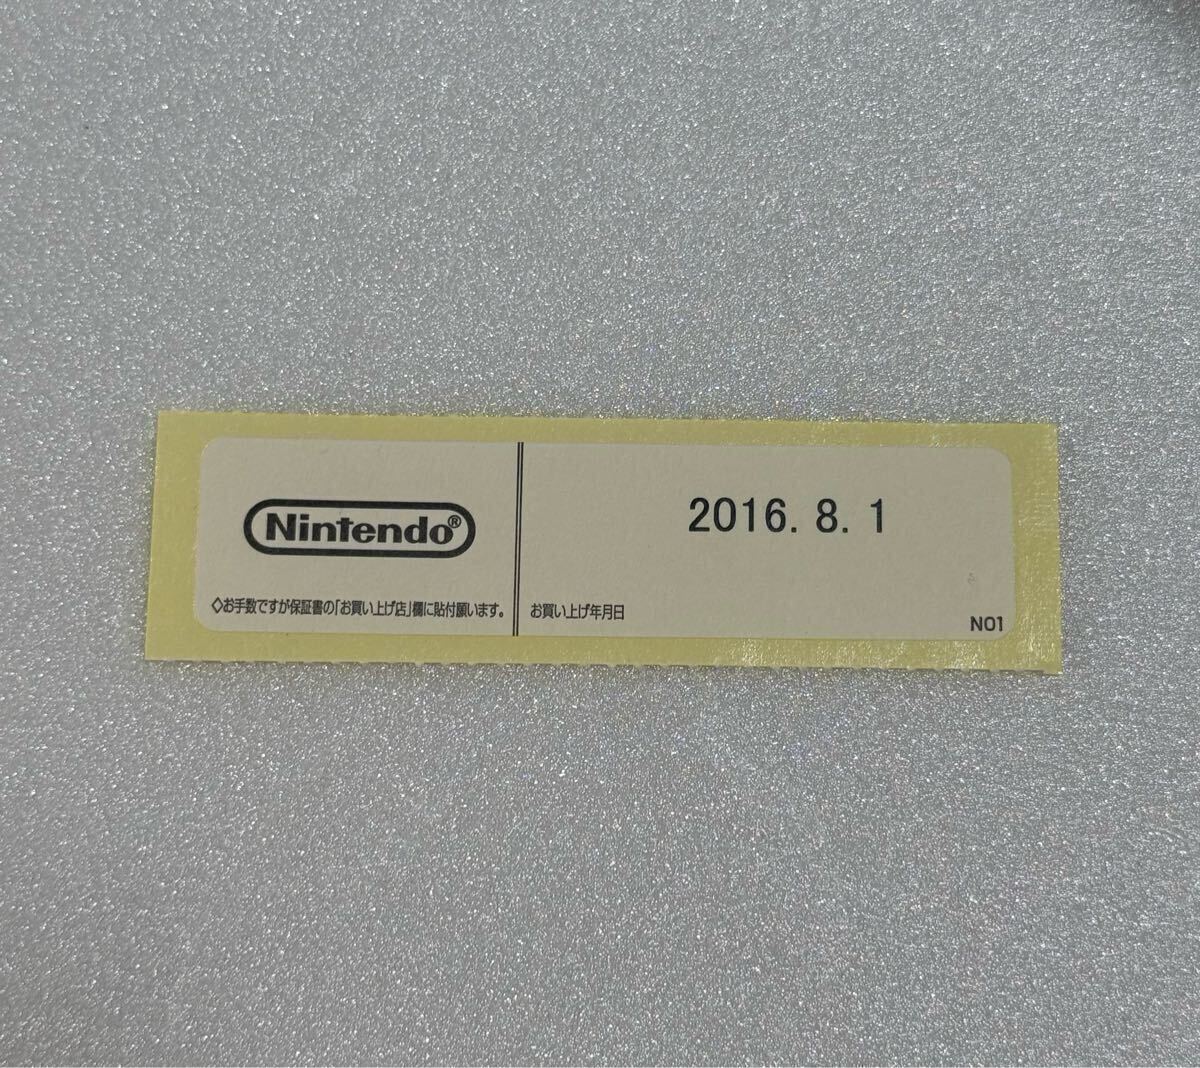 Nintendo®
◇お手数ですが保証書の「お買い上げ店」欄に貼付願います。
2016. 8. 1
お買い上げ年月日
N01